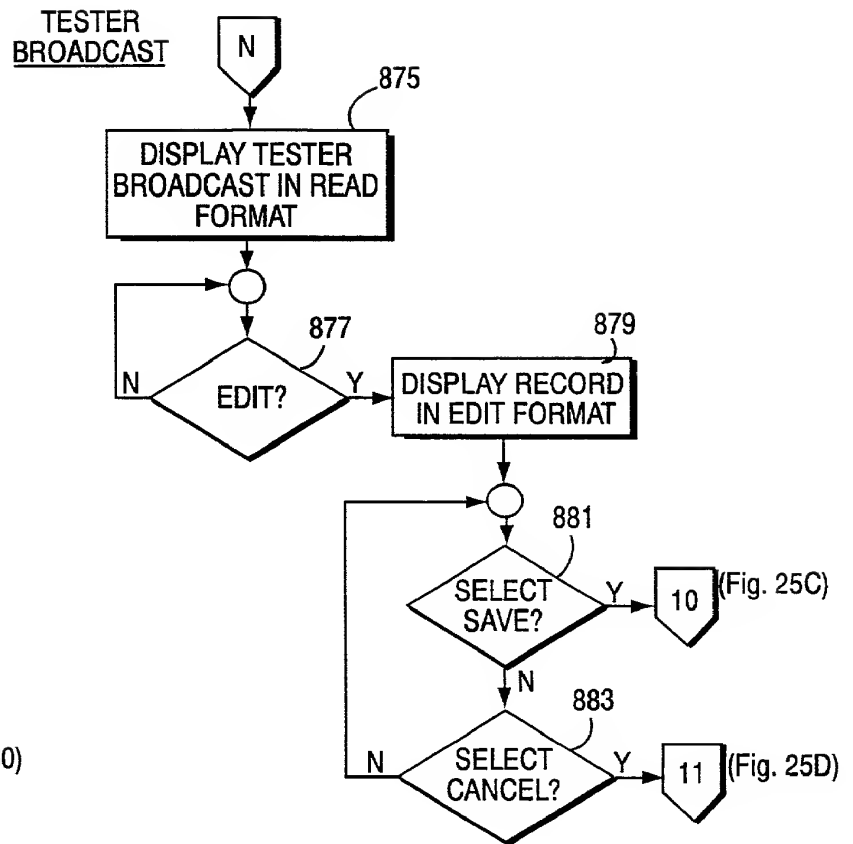 TESTER
BROADCAST
N
875
DISPLAY TESTER
BROADCAST IN READ
FORMAT
877
EDIT?
N
Y
879
DISPLAY RECORD
IN EDIT FORMAT
881
SELECT
SAVE?
Y
10
(Fig. 25C)
N
883
SELECT
CANCEL?
N
Y
11
(Fig. 25D)
0)